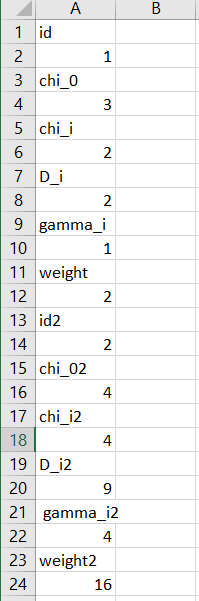 A B
1 id
2 1
3 chi_0
4 3
5 chi_i
6 2
7 D_i
8 2
9 gamma_i
10 1
11 weight
12 2
13 id2
14 2
15 chi_02
16 4
17 chi_i2
18 4
19 D_i2
20 9
21 gamma_i2
22 4
23 weight2
24 16